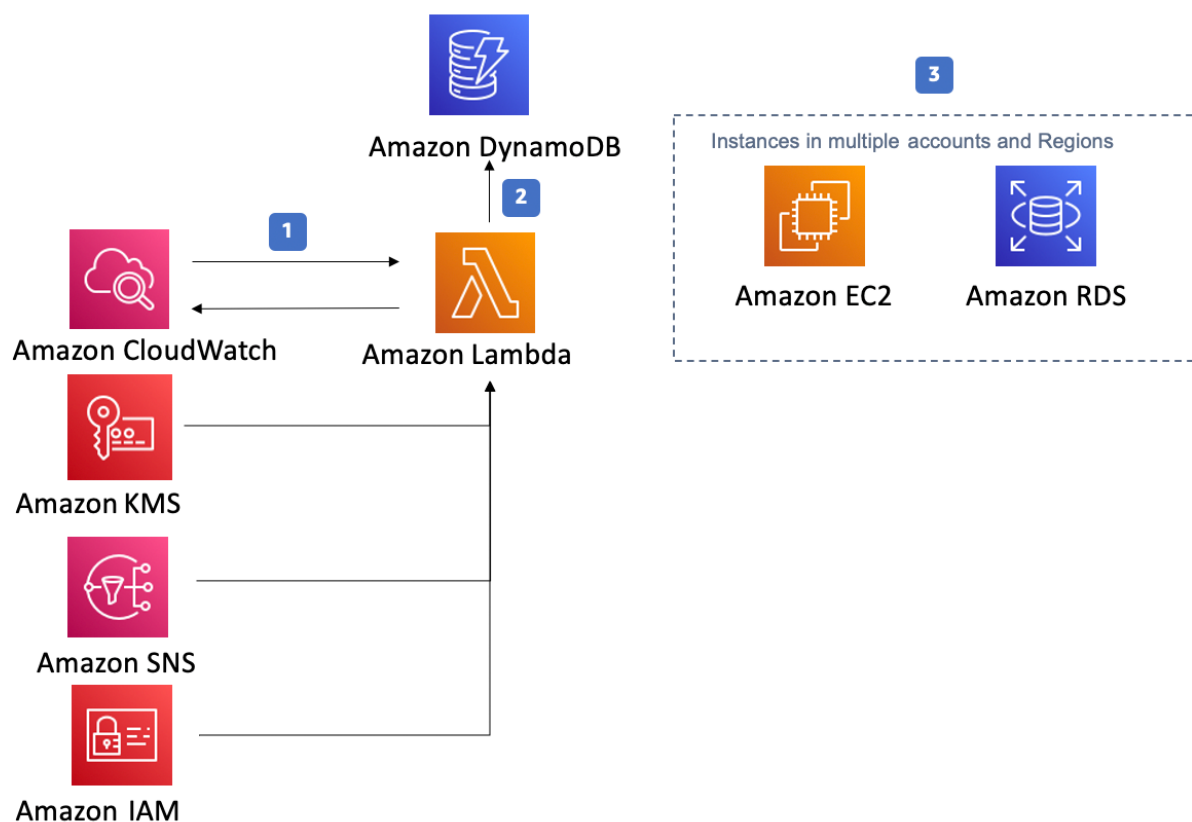 Amazon DynamoDB
3
Instances in multiple accounts and Regions
Amazon EC2
Amazon RDS
2
1
Amazon CloudWatch
Amazon Lambda
Amazon KMS
Amazon SNS
Amazon IAM